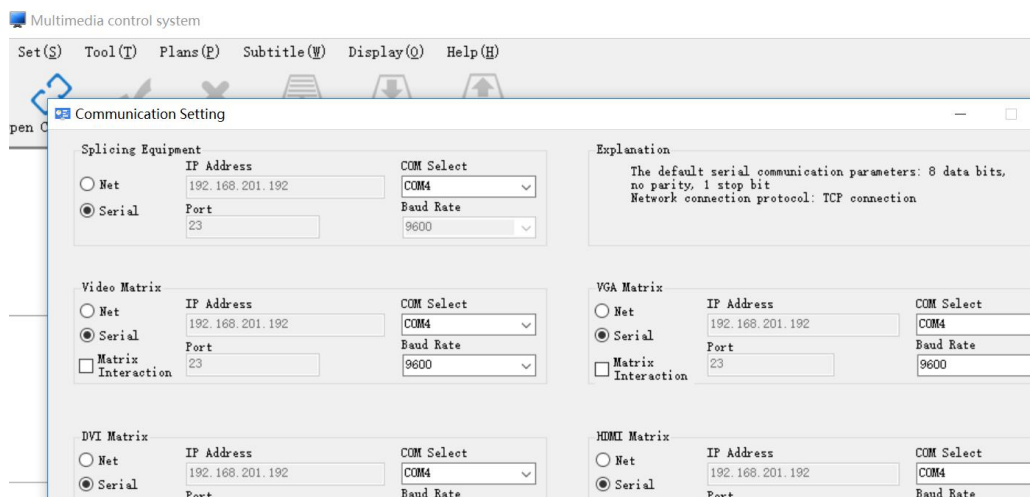 Multimedia control system
Set(S) Tool(T) Plans(P) Subtitle(W) Display(O) Help(H)
pen C
Communication Setting
Splicing Equipment
IP Address COM Select
Net 192.168.201.192 COM4
Serial Port Baud Rate
23 9600
Explanation
The default serial communication parameters: 8 data bits,
no parity, 1 stop bit
Network connection protocol: TCP connection
Video Matrix
IP Address COM Select
Net 192.168.201.192 COM4
Serial Port Baud Rate
Matrix 23 9600
Interaction
VGA Matrix
IP Address COM Select
Net 192.168.201.192 COM4
Serial Port Baud Rate
Matrix 23 9600
Interaction
DVI Matrix
IP Address COM Select
Net 192.168.201.192 COM4
Serial Port Baud Rate
HDMI Matrix
IP Address COM Select
Net 192.168.201.192 COM4
Serial Port Baud Rate